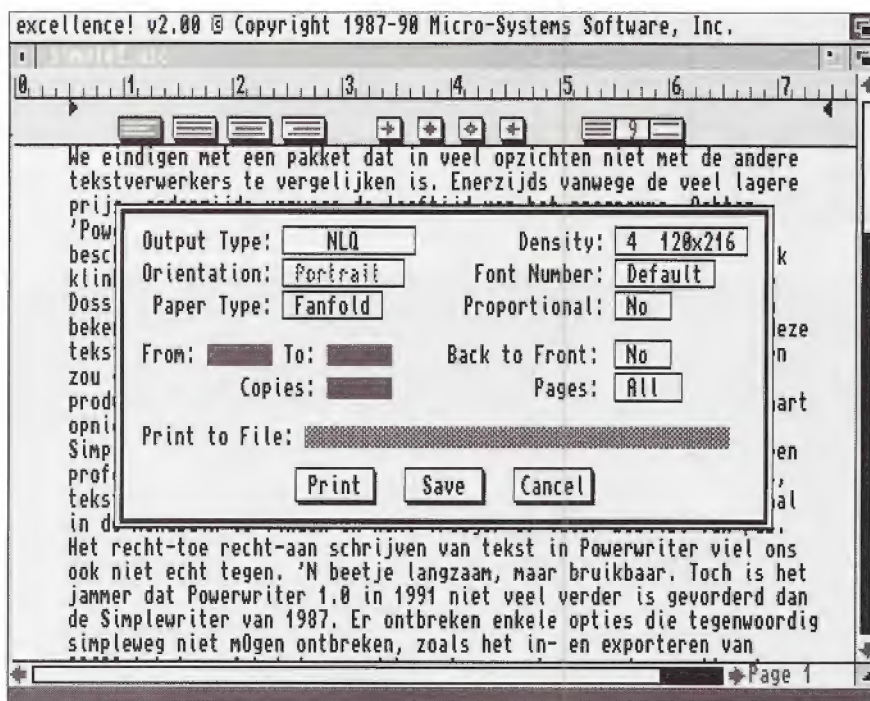 excellence! v2.00 © Copyright 1987-90 Micro-Systems Software, Inc.
0 1 2 3 4 5 6 7
9
We eindigen met een pakket dat in veel opzichten niet met de andere
tekstverwerkers te vergelijken is. Enerzijds vanwege de veel lagere
prij
'Pow
besc k
klin
Doss
beke eze
teks n
zou
prod art
opni
Simp en
prof ,
teks al
in d
Output Type: NLQ Density: 4 120x216
Orientation: Portrait Font Number: Default
Paper Type: Fanfold Proportional: No
From: To: Back to Front: No
Copies: Pages: All
Print to File:
Print Save Cancel
Het recht-toe recht-aan schrijven van tekst in Powerwriter viel ons
ook niet echt tegen. 'N beetje langzaam, maar bruikbaar. Toch is het
jammer dat Powerwriter 1.0 in 1991 niet veel verder is gevorderd dan
de Simplewriter van 1987. Er ontbreken enkele opties die tegenwoordig
simpleweg niet mOgen ontbreken, zoals het in- en exporteren van
Page 1